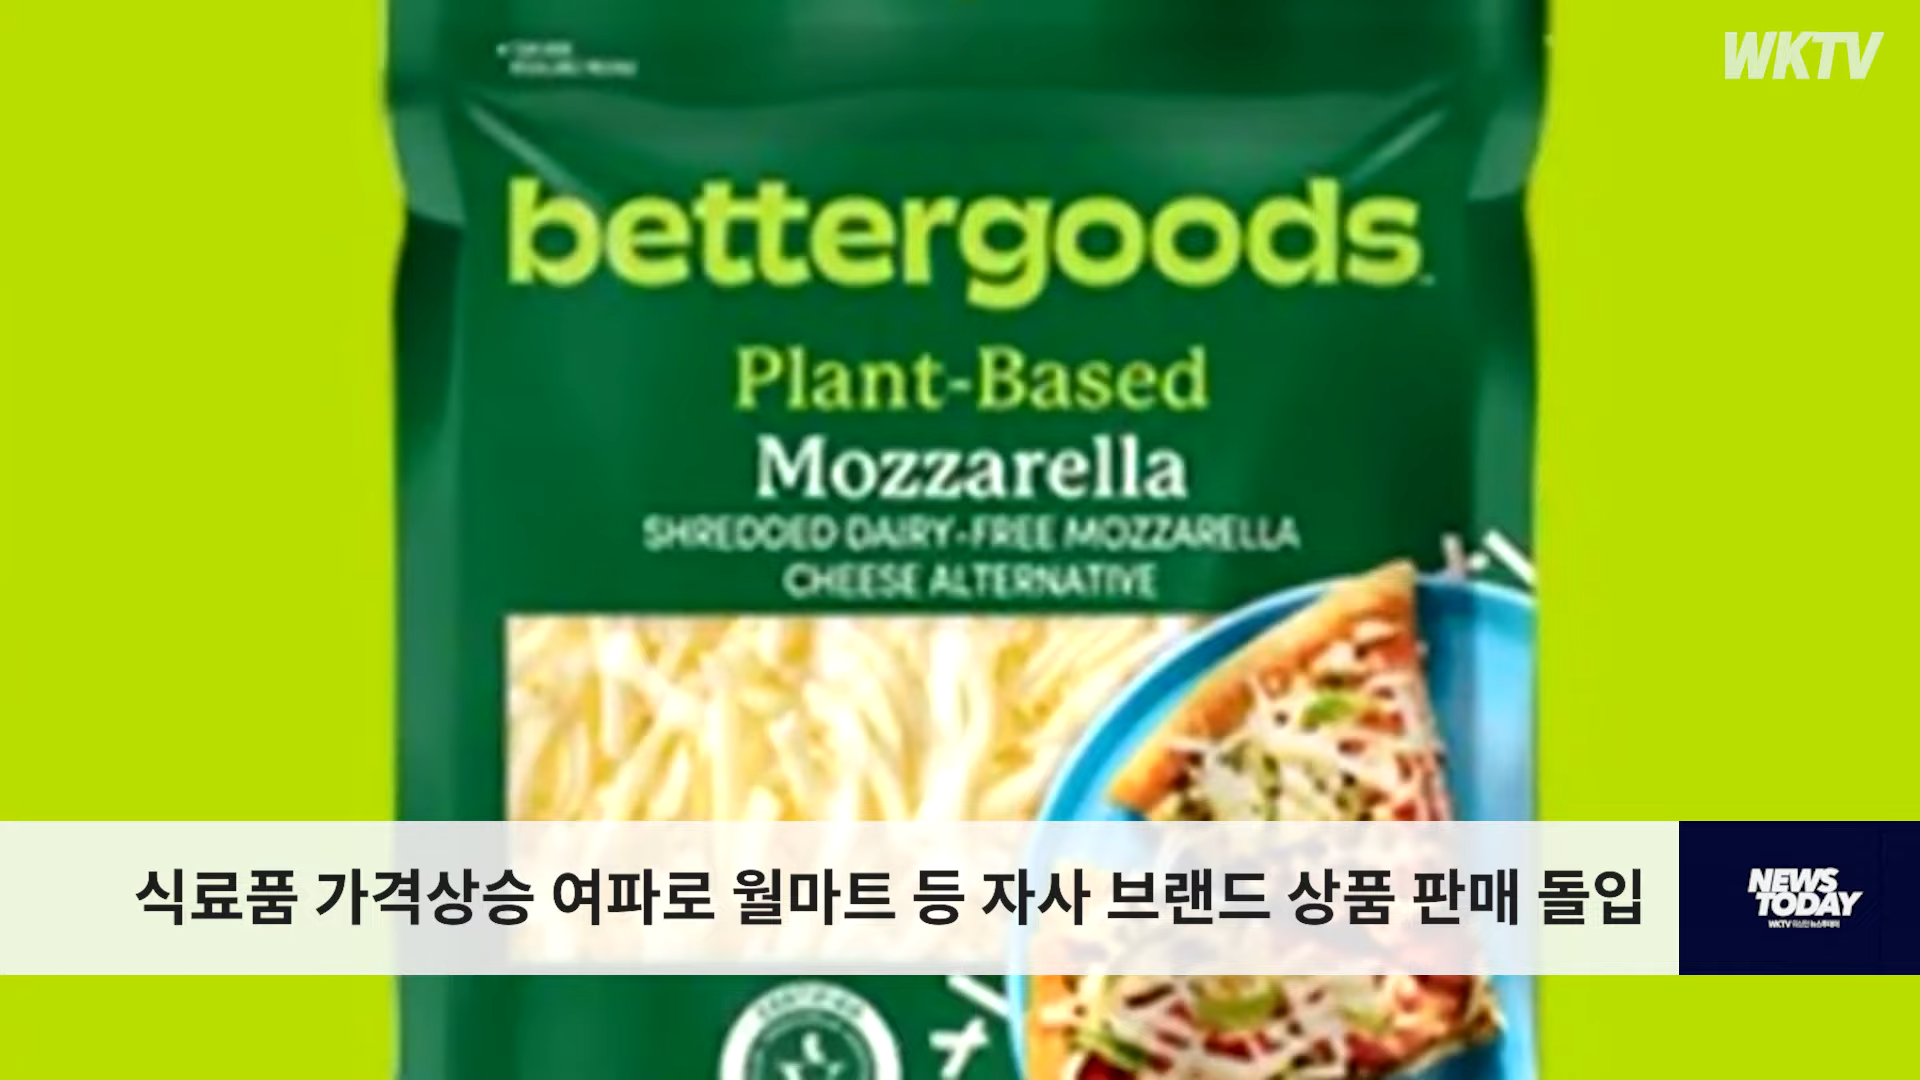 WKTV
bettergoods
Plant-Based
Mozzarella
SHREDDED DAIRY-FREE MOZZARELLA
CHEESE ALTERNATIVE
식료품 가격상승 여파로 월마트 등 자사 브랜드 상품 판매 돌입
NEWS
TODAY
CERTIFIED